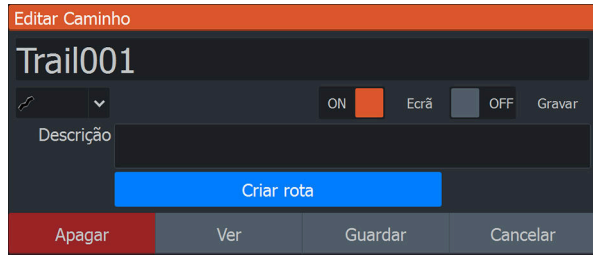 Editar Caminho
Trail001
ON Ecrã OFF Gravar
Descrição
Criar rota
Apagar Ver Guardar Cancelar